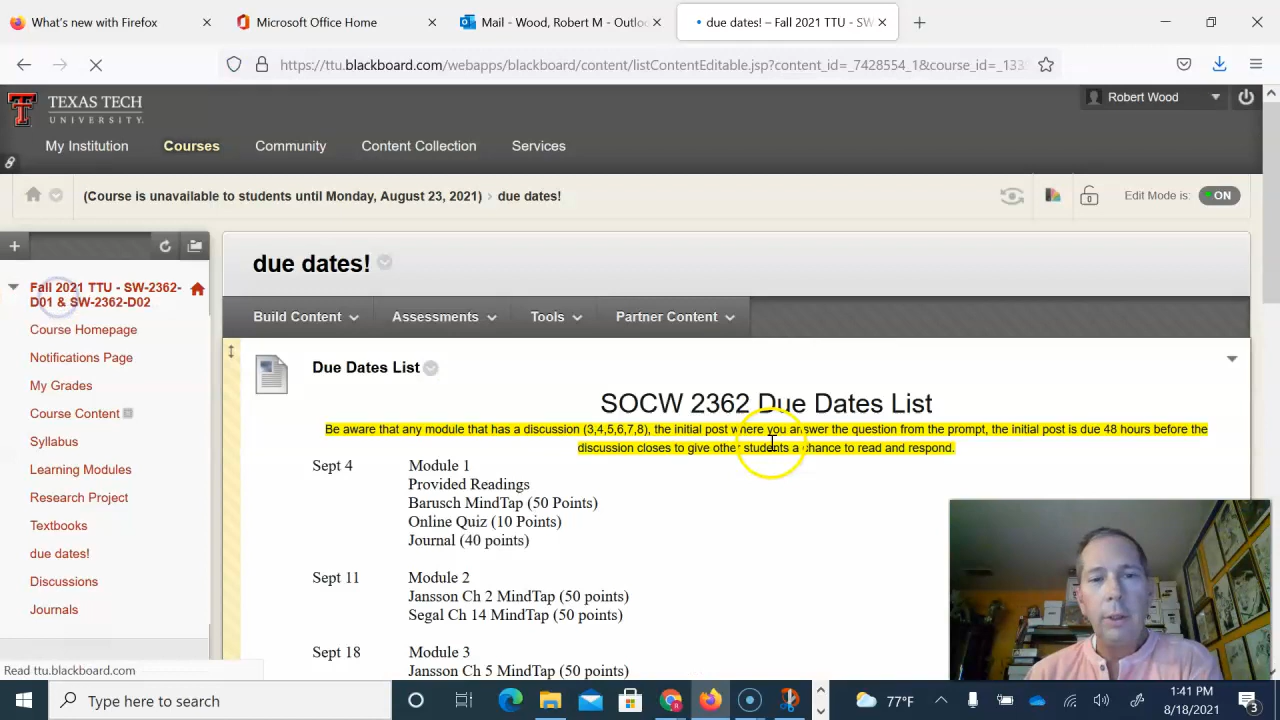 What's new with Firefox
Microsoft Office Home
Mail - Wood, Robert M - Outlo
due dates! – Fall 2021 TTU - SW
https://ttu.blackboard.com/webapps/blackboard/content/listContentEditable.jsp?content_id=_7428554_1&course_id=_133
TEXAS TECH
UNIVERSITY.
Robert Wood
My Institution
Courses
Community
Content Collection
Services
(Course is unavailable to students until Monday, August 23, 2021) > due dates!
Edit Mode is: ON
Fall 2021 TTU - SW-2362-
D01 & SW-2362-D02
Course Homepage
Notifications Page
My Grades
Course Content
Syllabus
Learning Modules
Research Project
Textbooks
due dates!
Discussions
Journals
due dates!
Build Content
Assessments
Tools
Partner Content
Due Dates List
SOCW 2362 Due Dates List
Be aware that any module that has a discussion (3,4,5,6,7,8), the initial post where you answer the question from the prompt, the initial post is due 48 hours before the
discussion closes to give other students a chance to read and respond.
Sept 4 Module 1
Provided Readings
Barusch MindTap (50 Points)
Online Quiz (10 Points)
Journal (40 points)
Sept 11 Module 2
Jansson Ch 2 MindTap (50 points)
Segal Ch 14 MindTap (50 points)
Sept 18 Module 3
Jansson Ch 5 MindTap (50 points)
Read ttu.blackboard.com
Type here to search
77°F
1:41 PM
8/18/2021
3